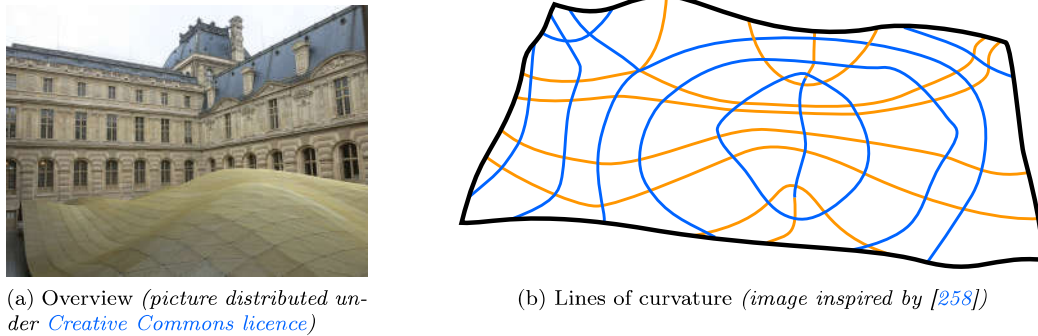 (a) Overview (picture distributed un-
der Creative Commons licence)
(b) Lines of curvature (image inspired by [258])